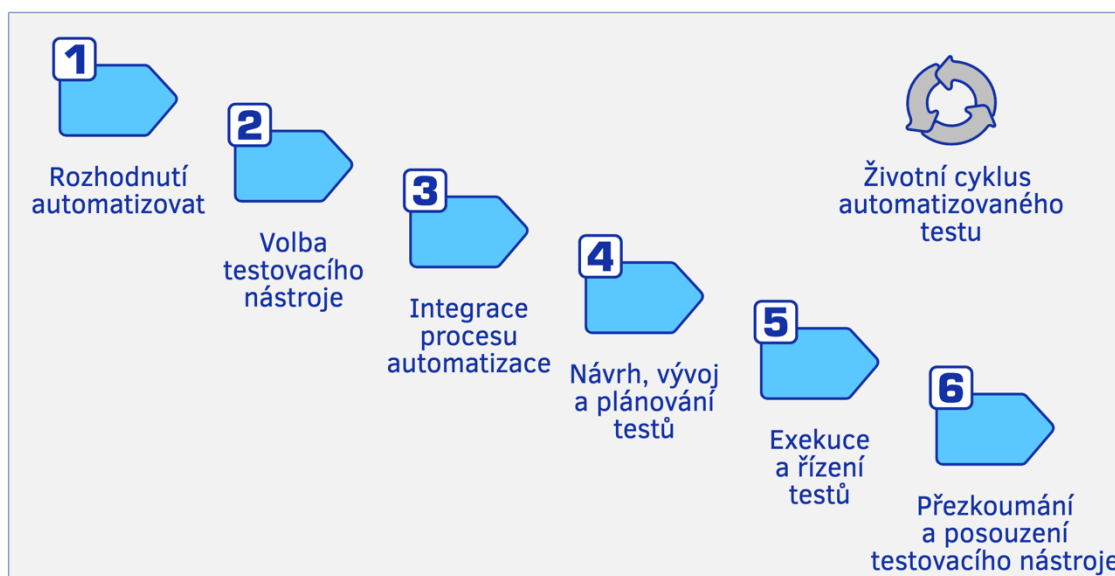 1
Rozhodnutí
automatizovat
2
Volba
testovacího
nástroje
3
Integrace
procesu
automatizace
4
Návrh, vývoj
a plánování
testů
5
Exekuce
a řízení
testů
6
Přezkoumání
a posouzení
testovacího nástroje
Životní cyklus
automatizovaného
testu